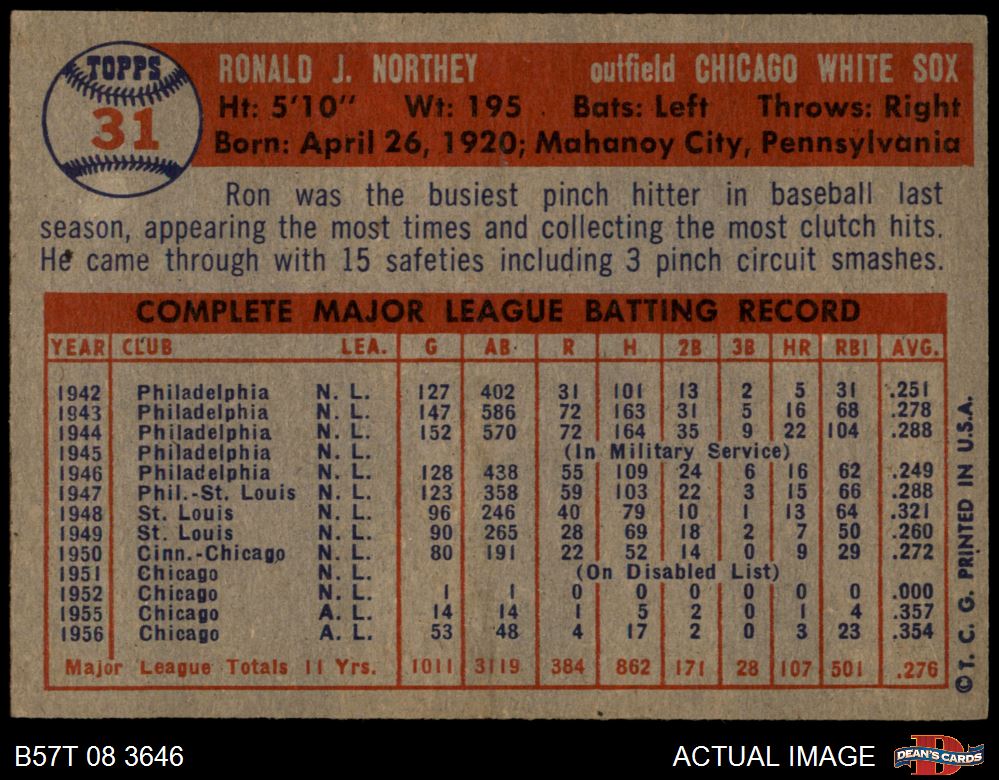 TOPPS
31
RONALD J. NORTHEY outfield CHICAGO WHITE SOX
Ht: 5'10" Wt: 195 Bats: Left Throws: Right
Born: April 26, 1920; Mahanoy City, Pennsylvania
Ron was the busiest pinch hitter in baseball last
season, appearing the most times and collecting the most clutch hits.
He came through with 15 safeties including 3 pinch circuit smashes.
COMPLETE MAJOR LEAGUE BATTING RECORD
YEAR CLUB LEA. G AB R H 2B 3B HR RBI AVG.
1942 Philadelphia N. L. 127 402 31 101 13 2 5 31 .251
1943 Philadelphia N. L. 147 586 72 163 31 5 16 68 .278
1944 Philadelphia N. L. 152 570 72 164 35 9 22 104 .288
1945 Philadelphia N. L. (In Military Service)
1946 Philadelphia N. L. 128 438 55 109 24 6 16 62 .249
1947 Phil.-St. Louis N. L. 123 358 59 103 22 3 15 66 .288
1948 St. Louis N. L. 96 246 40 79 10 1 13 64 .321
1949 St. Louis N. L. 90 265 28 69 18 2 7 50 .260
1950 Cinn.-Chicago N. L. 80 191 22 52 14 0 9 29 .272
1951 Chicago N. L. (On Disabled List)
1952 Chicago N. L. 1 1 0 0 0 0 0 0 .000
1955 Chicago A. L. 14 14 1 5 2 0 1 4 .357
1956 Chicago A. L. 53 48 4 17 2 0 3 23 .354
Major League Totals 11 Yrs. 1011 3119 384 862 171 28 107 501 .276
© T. C. G. PRINTED IN U.S.A.
B57T 08 3646 ACTUAL IMAGE
D
DEAN'S CARDS